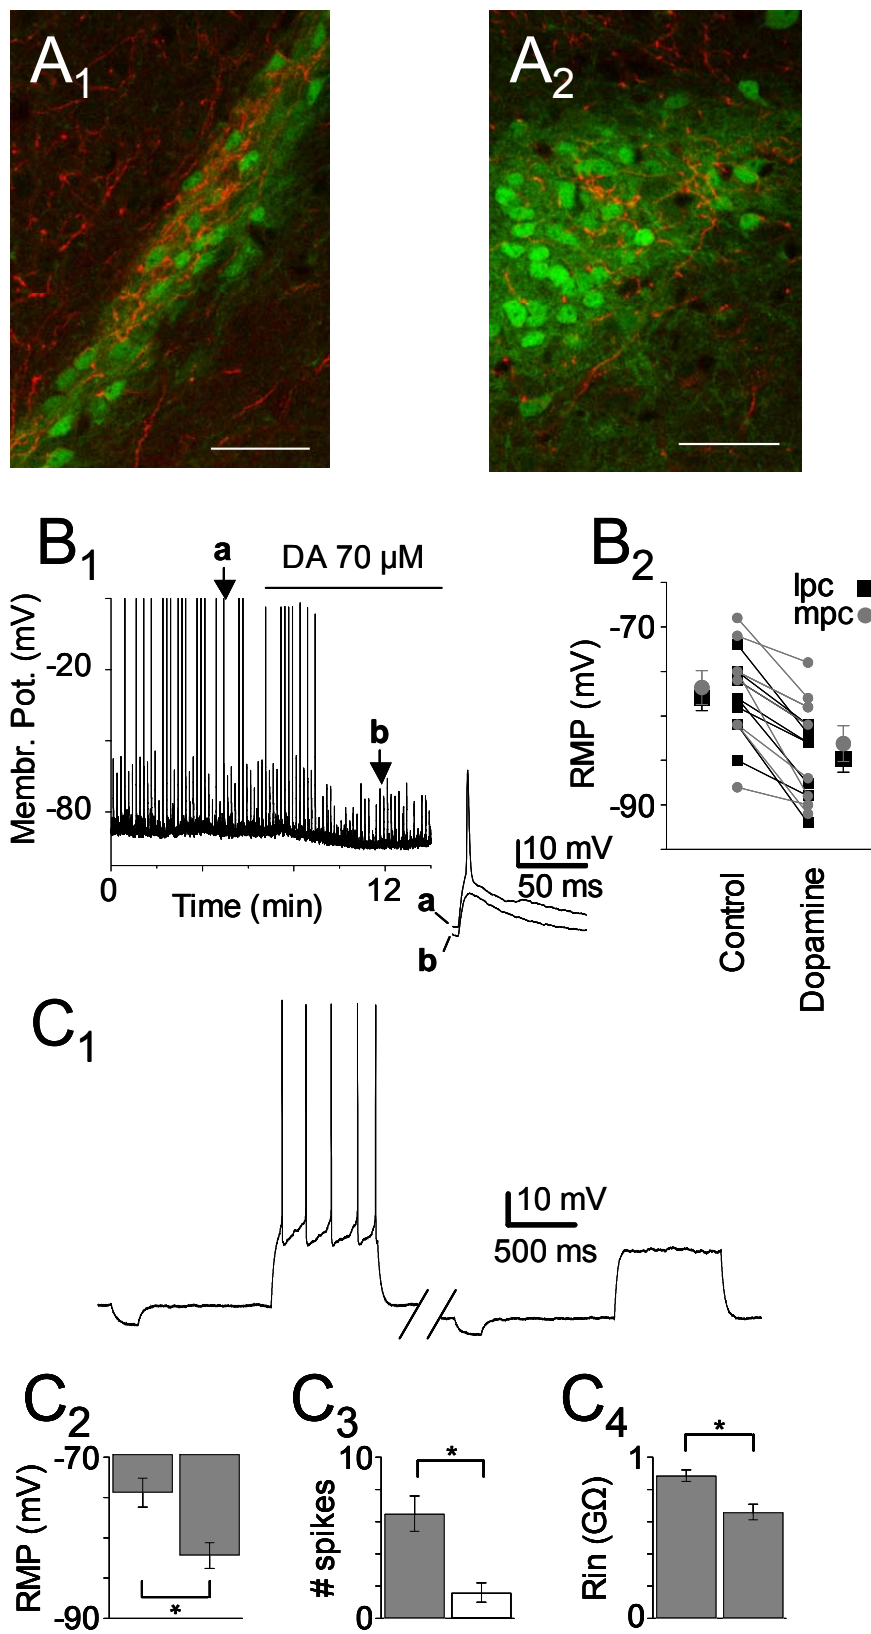 A1
A2
B1
a
DA 70 µM
b
Membr. Pot. (mV)
-20
-80
0
12
Time (min)
a
b
10 mV
50 ms
B2
lpc
mpc
RMP (mV)
-70
-90
Control
Dopamine
C1
10 mV
500 ms
C2
RMP (mV)
-70
-90
*
C3
# spikes
10
0
*
C4
Rin (GΩ)
1
0
*